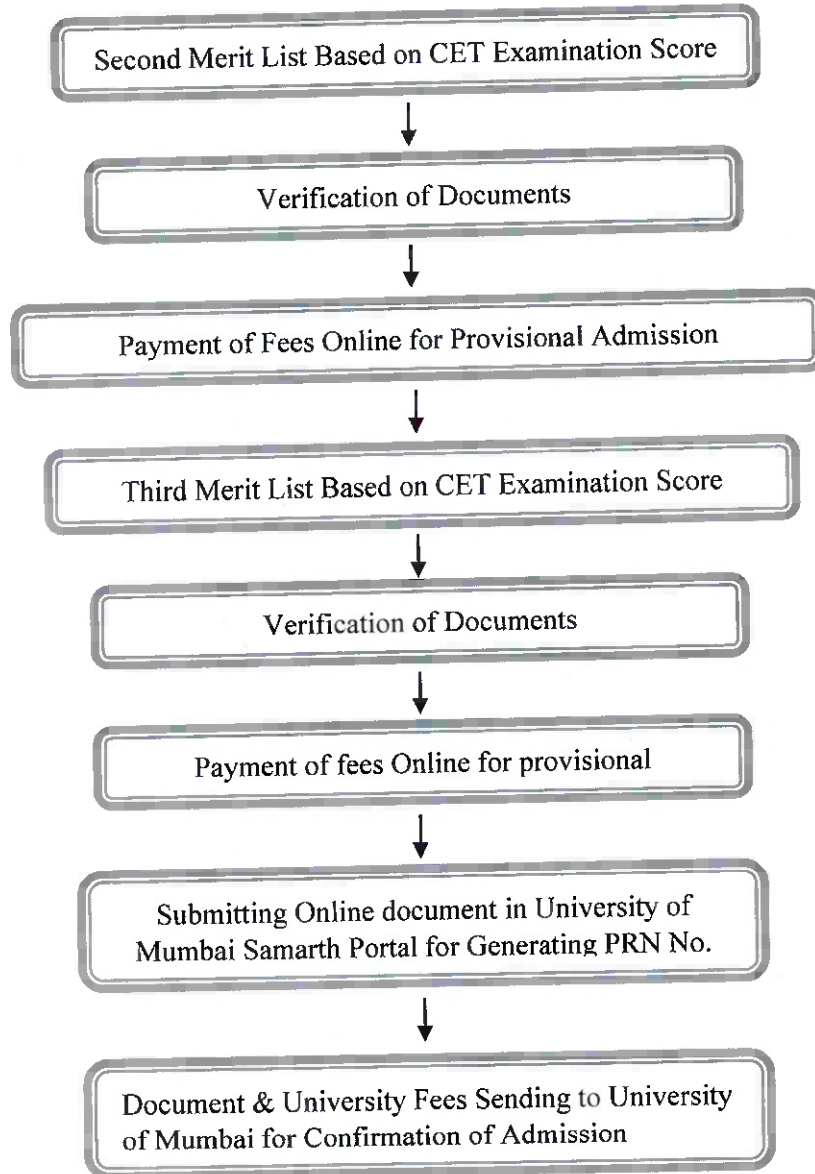 Second Merit List Based on CET Examination Score
Verification of Documents
Payment of Fees Online for Provisional Admission
Third Merit List Based on CET Examination Score
Verification of Documents
Payment of fees Online for provisional
Submitting Online document in University of
Mumbai Samarth Portal for Generating PRN No.
Document & University Fees Sending to University
of Mumbai for Confirmation of Admission